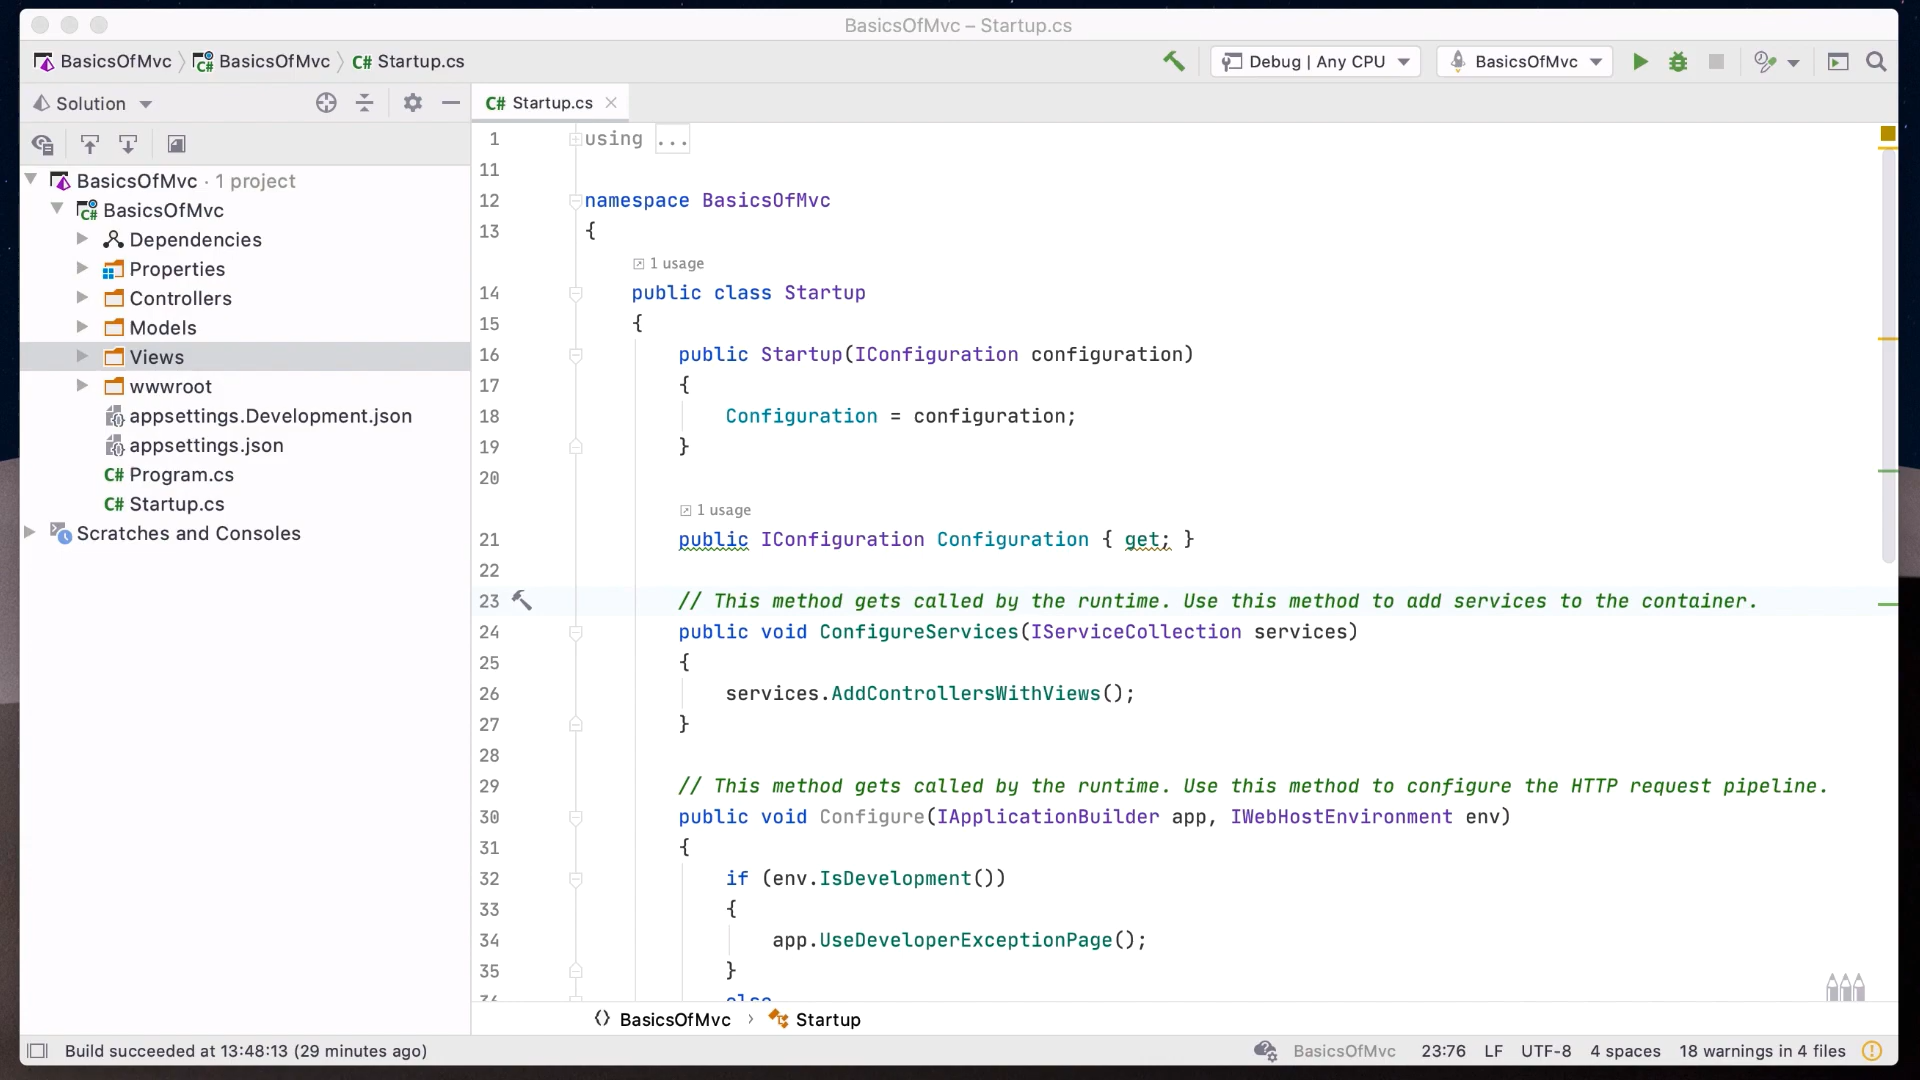 BasicsOfMvc – Startup.cs
BasicsOfMvc BasicsOfMvc C# Startup.cs Debug | Any CPU BasicsOfMvc
Solution
C# Startup.cs
BasicsOfMvc · 1 project
BasicsOfMvc
Dependencies
Properties
Controllers
Models
Views
wwwroot
appsettings.Development.json
appsettings.json
C# Program.cs
C# Startup.cs
Scratches and Consoles
1 using ...
11
12 namespace BasicsOfMvc
13 {
1 usage
14 public class Startup
15 {
16 public Startup(IConfiguration configuration)
17 {
18 Configuration = configuration;
19 }
20
1 usage
21 public IConfiguration Configuration { get; }
22
23 // This method gets called by the runtime. Use this method to add services to the container.
24 public void ConfigureServices(IServiceCollection services)
25 {
26 services.AddControllersWithViews();
27 }
28
29 // This method gets called by the runtime. Use this method to configure the HTTP request pipeline.
30 public void Configure(IApplicationBuilder app, IWebHostEnvironment env)
31 {
32 if (env.IsDevelopment())
33 {
34 app.UseDeveloperExceptionPage();
35 }
36 else
BasicsOfMvc › Startup
Build succeeded at 13:48:13 (29 minutes ago)
BasicsOfMvc 23:76 LF UTF-8 4 spaces 18 warnings in 4 files